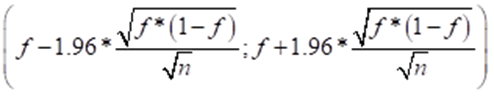 ( f − 1.96 * √(f * (1 − f)) / √n ; f + 1.96 * √(f * (1 − f)) / √n )